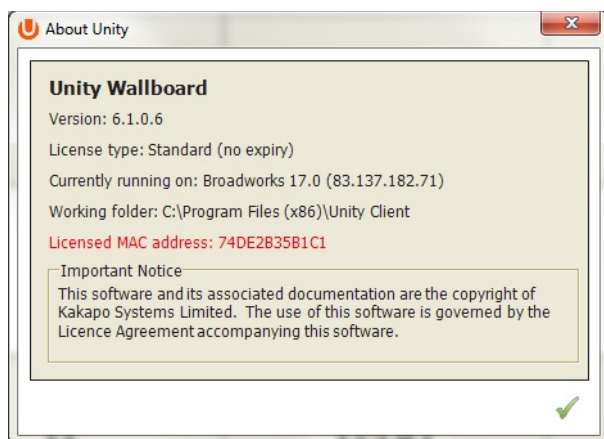 About Unity
Unity Wallboard
Version: 6.1.0.6
License type: Standard (no expiry)
Currently running on: Broadworks 17.0 (83.137.182.71)
Working folder: C:\Program Files (x86)\Unity Client
Licensed MAC address: 74DE2B35B1C1
Important Notice
This software and its associated documentation are the copyright of
Kakapo Systems Limited. The use of this software is governed by the
Licence Agreement accompanying this software.